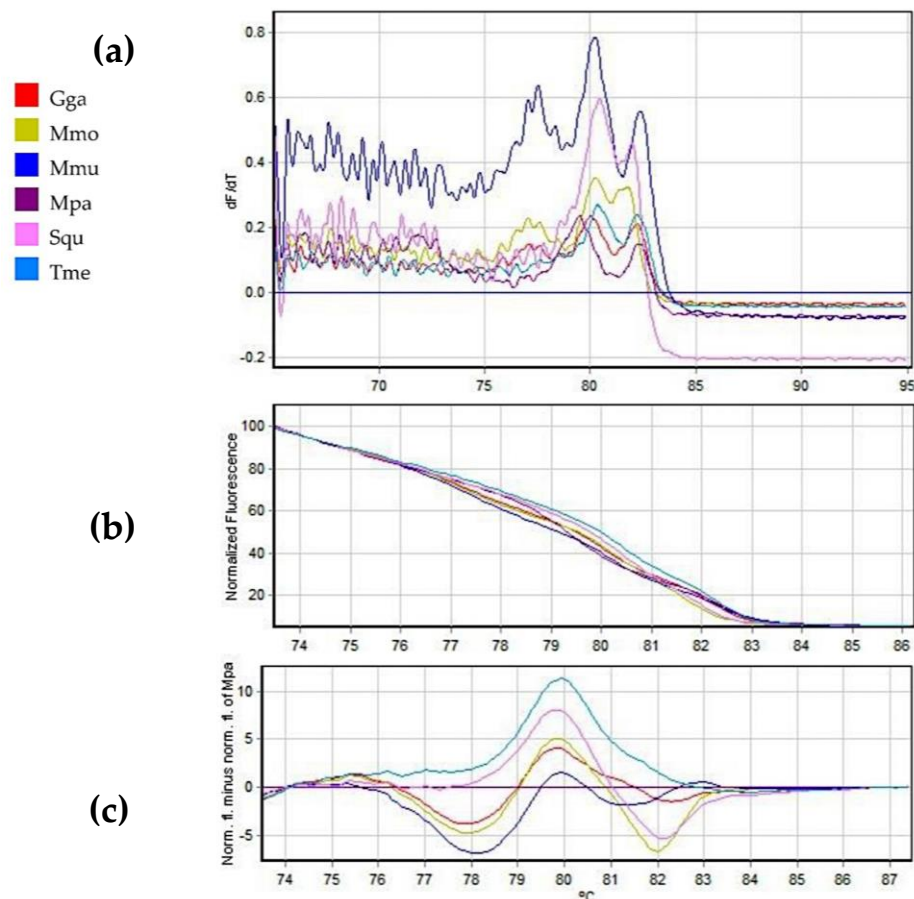 (a)
Gga
Mmo
Mmu
Mpa
Squ
Tme
dF/dT
0.8
0.6
0.4
0.2
0.0
-0.2
70 75 80 85 90 95
(b)
Normalized Fluorescence
100
80
60
40
20
74 75 76 77 78 79 80 81 82 83 84 85 86
(c)
Norm. fl. minus norm. fl. of Mpa
10
5
0
-5
74 75 76 77 78 79 80 81 82 83 84 85 86 87
°C